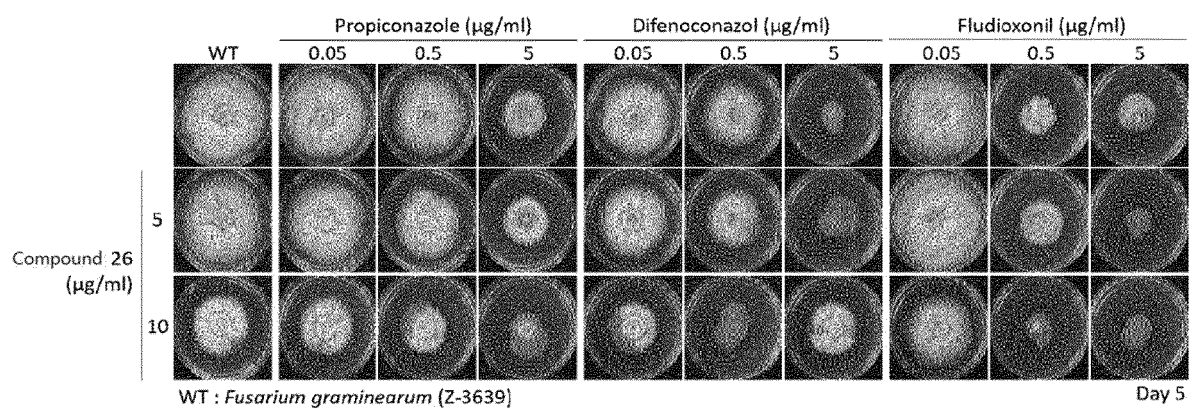 Propiconazole (µg/ml) Difenoconazol (µg/ml) Fludioxonil (µg/ml)
WT 0.05 0.5 5 0.05 0.5 5 0.05 0.5 5
5
Compound 26
(µg/ml)
10
WT : Fusarium graminearum (Z-3639) Day 5